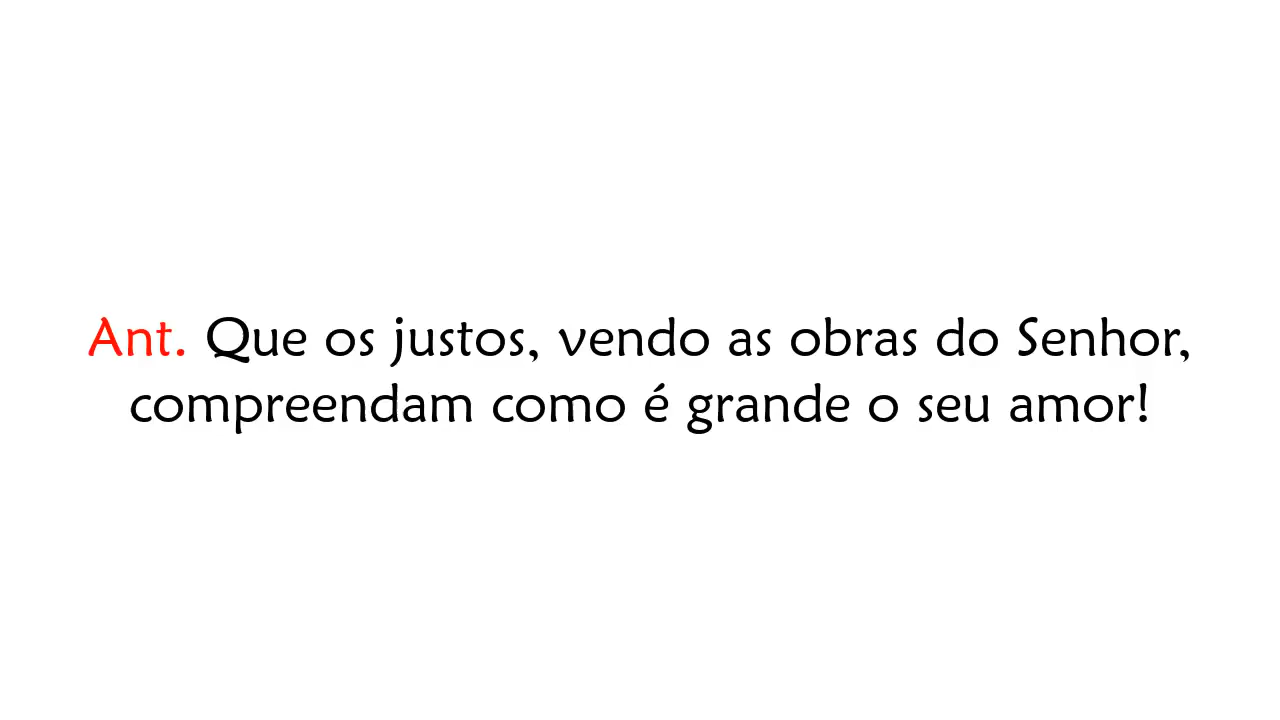 Ant. Que os justos, vendo as obras do Senhor,
compreendam como é grande o seu amor!